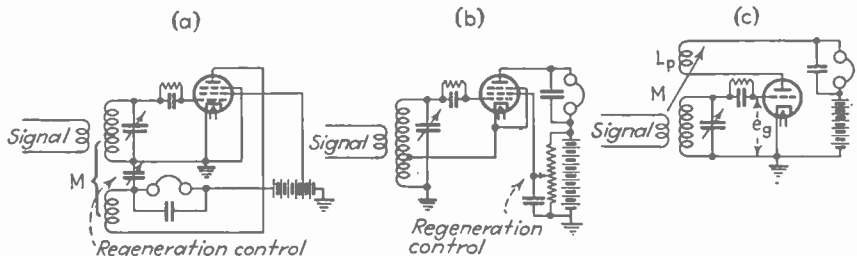 (a)
Signal
M
Regeneration control
(b)
Signal
Regeneration
control
(c)
Lp
M
Signal
eg